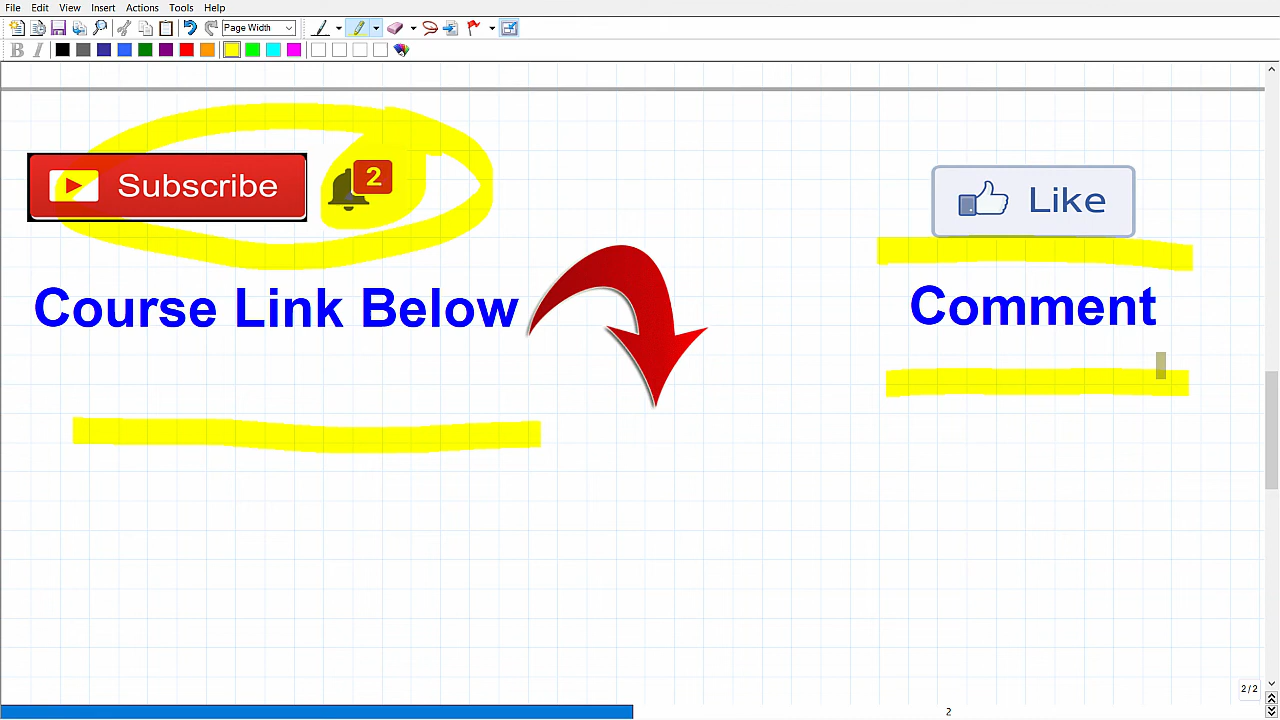 File Edit View Insert Actions Tools Help
Page Width
B I
Subscribe 2
Like
Course Link Below
Comment
2/2
2